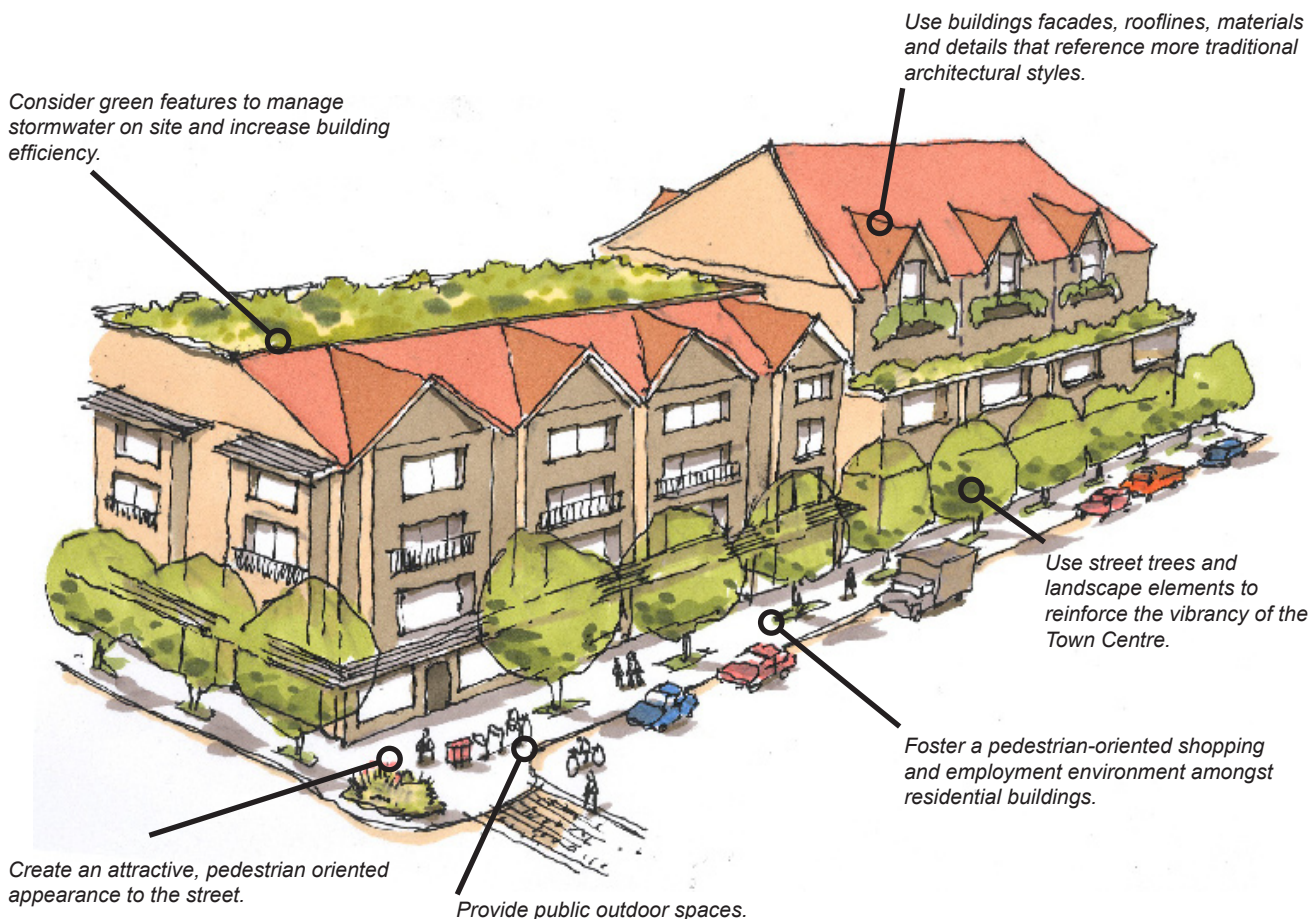 Use buildings facades, rooflines, materials
and details that reference more traditional
architectural styles.
Consider green features to manage
stormwater on site and increase building
efficiency.
Use street trees and
landscape elements to
reinforce the vibrancy of the
Town Centre.
Foster a pedestrian-oriented shopping
and employment environment amongst
residential buildings.
Create an attractive, pedestrian oriented
appearance to the street.
Provide public outdoor spaces.